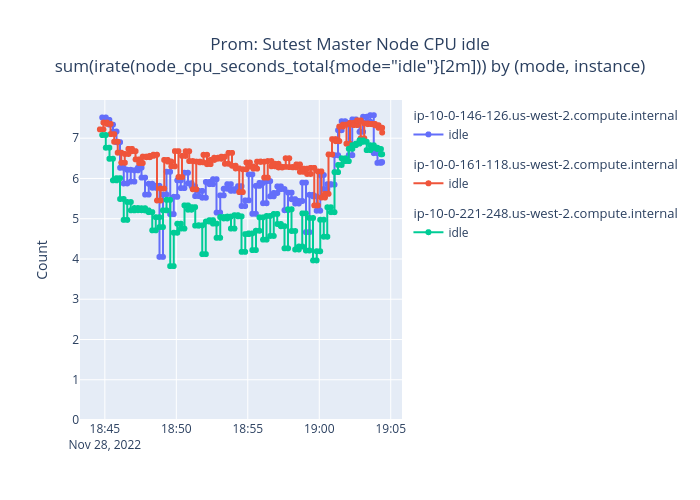 Prom: Sutest Master Node CPU idle
sum(irate(node_cpu_seconds_total{mode="idle"}[2m])) by (mode, instance)
ip-10-0-146-126.us-west-2.compute.internal
idle
ip-10-0-161-118.us-west-2.compute.internal
idle
ip-10-0-221-248.us-west-2.compute.internal
idle
Count
7
6
5
4
3
2
1
0
18:45
18:50
18:55
19:00
19:05
Nov 28, 2022